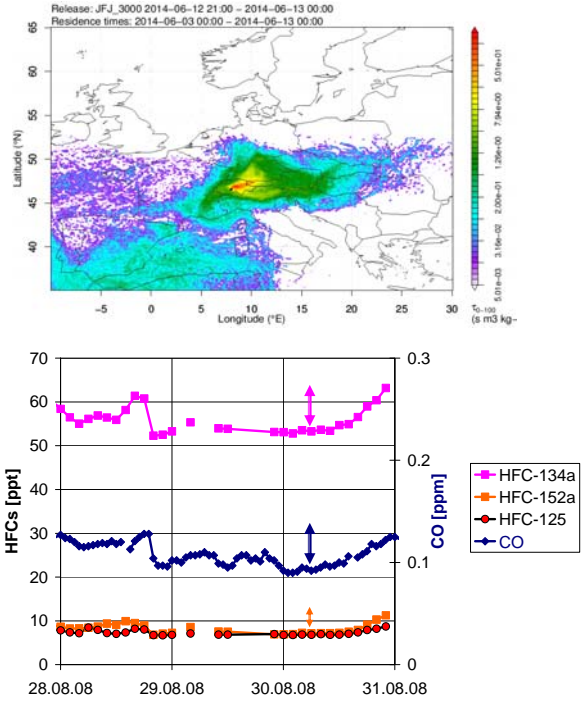 Release: JFJ_3000 2014-06-12 21:00 - 2014-06-13 00:00
Residence times: 2014-06-03 00:00 - 2014-06-13 00:00
65
60
55
50
45
40
Latitude (°N)
-5
0
5
10
15
20
25
30
Longitude (°E)
5.01e+01
7.94e+00
1.26e+00
2.00e-01
3.16e-02
5.01e-03
τ0-100
(s m3 kg-
70
60
50
40
30
20
10
0
HFCs [ppt]
0.3
0.2
0.1
0
CO [ppm]
28.08.08
29.08.08
30.08.08
31.08.08
HFC-134a
HFC-152a
HFC-125
CO